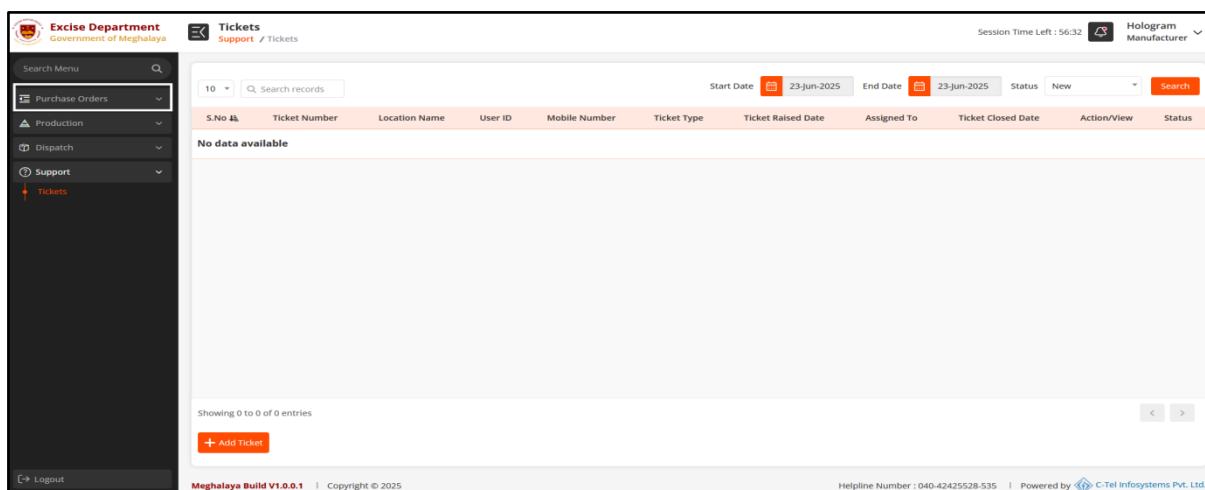 Excise Department
Government of Meghalaya
Tickets
Support / Tickets
Session Time Left : 56:32
Hologram
Manufacturer
Search Menu
Purchase Orders
Production
Dispatch
Support
Tickets
Logout
10
Search records
Start Date 23-Jun-2025 End Date 23-Jun-2025 Status New Search
S.No Ticket Number Location Name User ID Mobile Number Ticket Type Ticket Raised Date Assigned To Ticket Closed Date Action/View Status
No data available
Showing 0 to 0 of 0 entries
< >
+ Add Ticket
Meghalaya Build V1.0.0.1 | Copyright © 2025
Helpline Number : 040-42425528-535 | Powered by C-Tel Infosystems Pvt. Ltd.